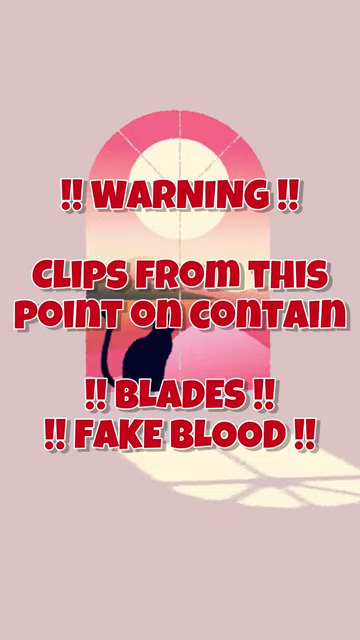 !! WARNING !!
CLIPS FROM THIS
POINT ON CONTAIN
!! BLADES !!
!! FAKE BLOOD !!